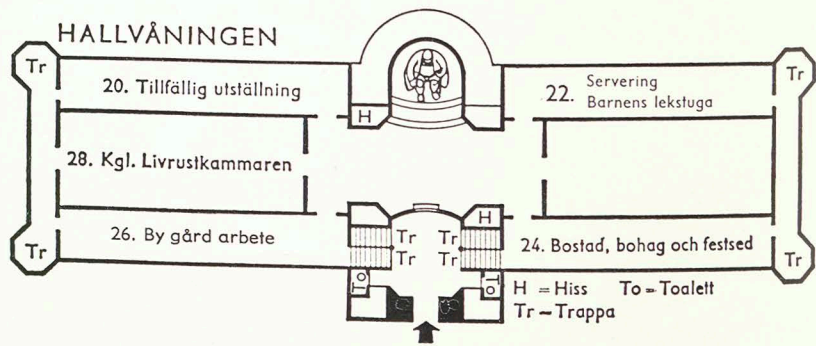 HALLVÅNINGEN
Tr
Tr
20. Tillfällig utställning
22. Servering
Barnens lekstuga
H
28. Kgl. Livrustkammaren
H
26. By gård arbete
Tr Tr
Tr Tr
24. Bostad, bohag och festsed
Tr
Tr
To
To
H = Hiss To = Toalett
Tr – Trappa